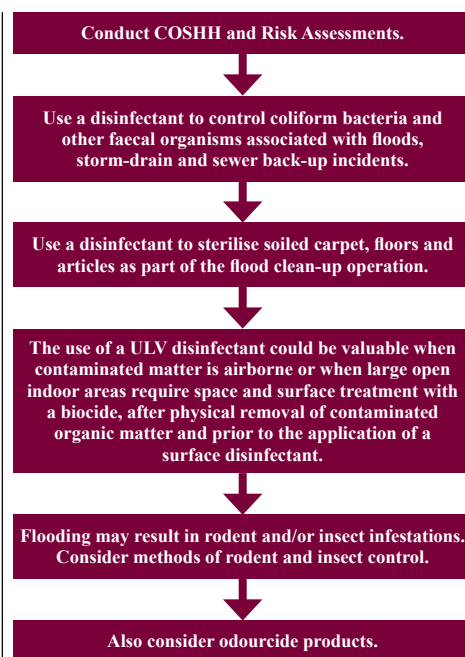 Conduct COSHH and Risk Assessments.
Use a disinfectant to control coliform bacteria and
other faecal organisms associated with floods,
storm-drain and sewer back-up incidents.
Use a disinfectant to sterilise soiled carpet, floors and
articles as part of the flood clean-up operation.
The use of a ULV disinfectant could be valuable when
contaminated matter is airborne or when large open
indoor areas require space and surface treatment with
a biocide, after physical removal of contaminated
organic matter and prior to the application of a
surface disinfectant.
Flooding may result in rodent and/or insect infestations.
Consider methods of rodent and insect control.
Also consider odourcide products.